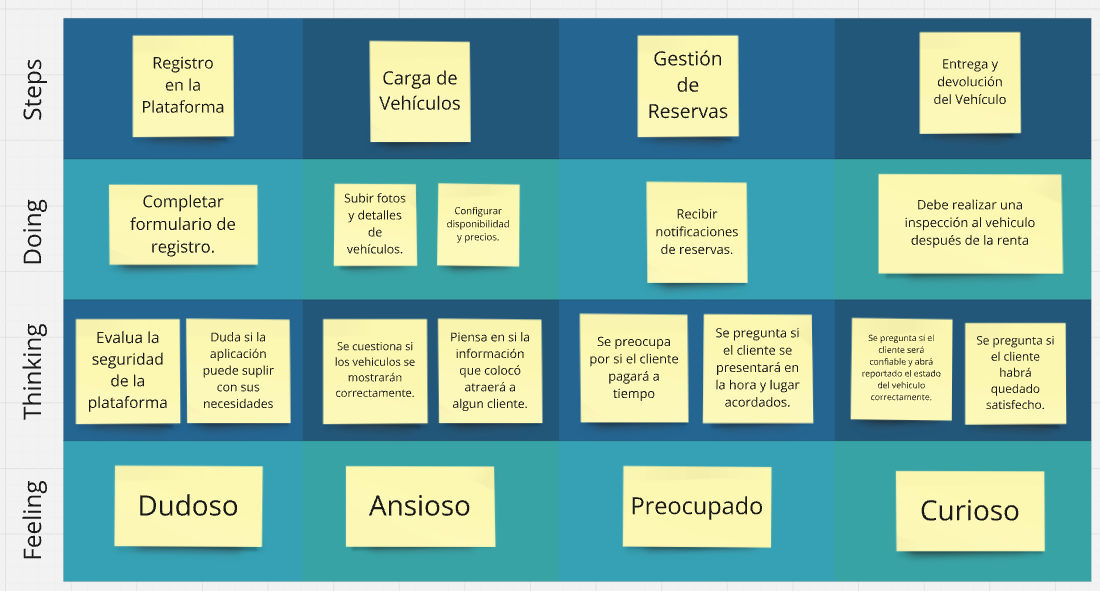 Steps
Registro
en la
Plataforma
Carga de
Vehículos
Gestión
de
Reservas
Entrega y
devolución
del Vehículo
Doing
Completar
formulario de
registro.
Subir fotos
y detalles
de
vehículos.
Configurar
disponibilidad
y precios.
Recibir
notificaciones
de reservas.
Debe realizar una
inspección al vehiculo
después de la renta
Thinking
Evalua la
seguridad
de la
plataforma
Duda si la
aplicación
puede suplir
con sus
necesidades
Se cuestiona si
los vehiculos se
mostrarán
correctamente.
Piensa en si la
información
que colocó
atraerá a
algun cliente.
Se preocupa
por si el cliente
pagará a
tiempo
Se pregunta si
el cliente se
presentará en
la hora y lugar
acordados.
Se pregunta si el
cliente será
confiable y abrá
reportado el estado
del vehiculo
correctamente.
Se pregunta si
el cliente
habrá
quedado
satisfecho.
Feeling
Dudoso
Ansioso
Preocupado
Curioso